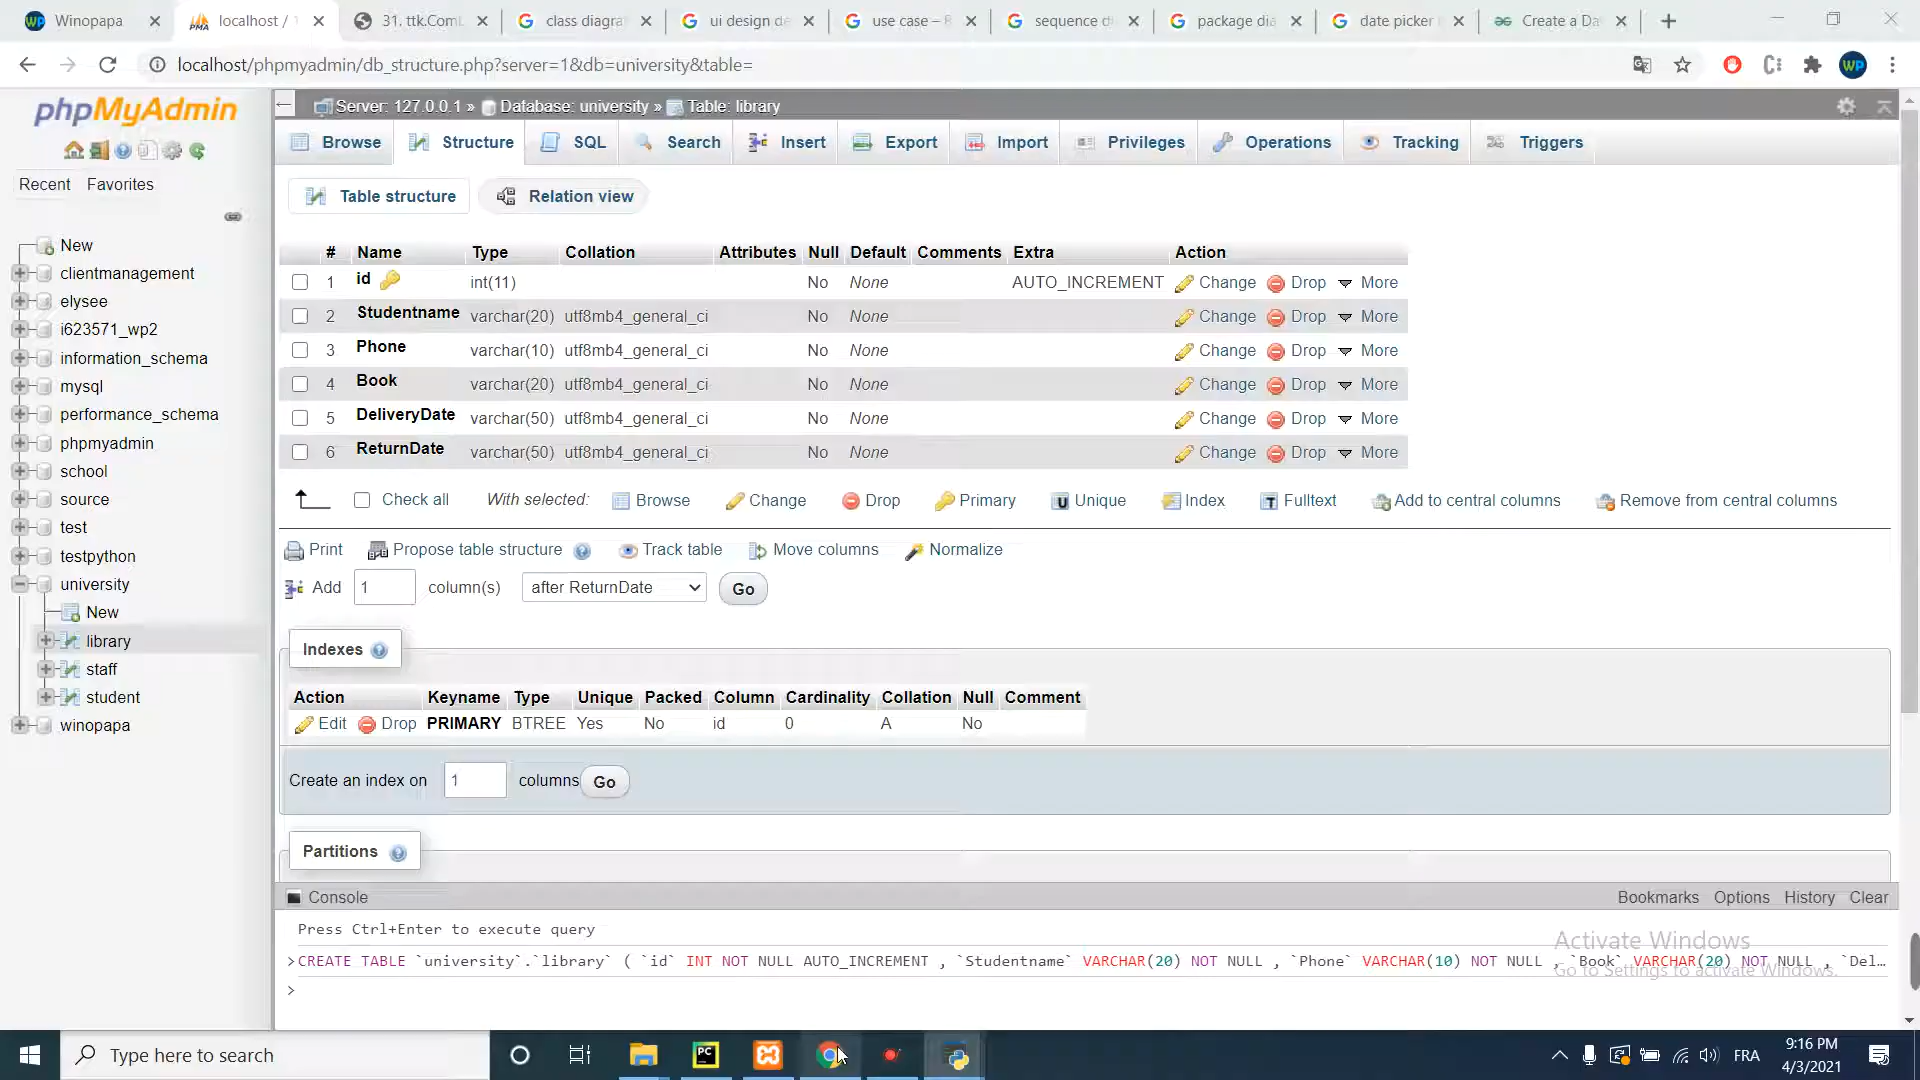 Winopapa
localhost / 1
31. ttk.Com
class diagra
ui design de
use case – R
sequence d
package dia
date picker
Create a Da
localhost/phpmyadmin/db_structure.php?server=1&db=university&table=
WP
phpMyAdmin
Recent Favorites
New
clientmanagement
elysee
i623571_wp2
information_schema
mysql
performance_schema
phpmyadmin
school
source
test
testpython
university
New
library
staff
student
winopapa
Server: 127.0.0.1 » Database: university » Table: library
Browse Structure SQL Search Insert Export Import Privileges Operations Tracking Triggers
Table structure Relation view
# Name Type Collation Attributes Null Default Comments Extra Action
1 id int(11) No None AUTO_INCREMENT Change Drop More
2 Studentname varchar(20) utf8mb4_general_ci No None Change Drop More
3 Phone varchar(10) utf8mb4_general_ci No None Change Drop More
4 Book varchar(20) utf8mb4_general_ci No None Change Drop More
5 DeliveryDate varchar(50) utf8mb4_general_ci No None Change Drop More
6 ReturnDate varchar(50) utf8mb4_general_ci No None Change Drop More
Check all With selected: Browse Change Drop Primary Unique Index Fulltext Add to central columns Remove from central columns
Print Propose table structure Track table Move columns Normalize
Add 1 column(s) after ReturnDate Go
Indexes
Action Keyname Type Unique Packed Column Cardinality Collation Null Comment
Edit Drop PRIMARY BTREE Yes No id 0 A No
Create an index on 1 columns Go
Partitions
Console Bookmarks Options History Clear
Press Ctrl+Enter to execute query
>CREATE TABLE `university`.`library` ( `id` INT NOT NULL AUTO_INCREMENT , `Studentname` VARCHAR(20) NOT NULL , `Phone` VARCHAR(10) NOT NULL , `Book` VARCHAR(20) NOT NULL , `Del…
>
Activate Windows
Go to Settings to activate Windows.
Type here to search
FRA
9:16 PM
4/3/2021